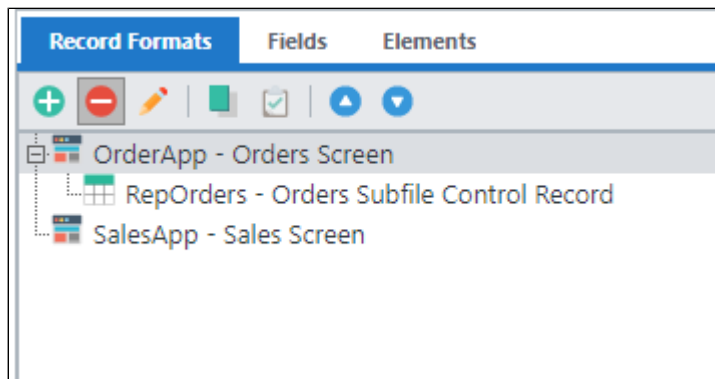 Record Formats Fields Elements
OrderApp - Orders Screen
RepOrders - Orders Subfile Control Record
SalesApp - Sales Screen